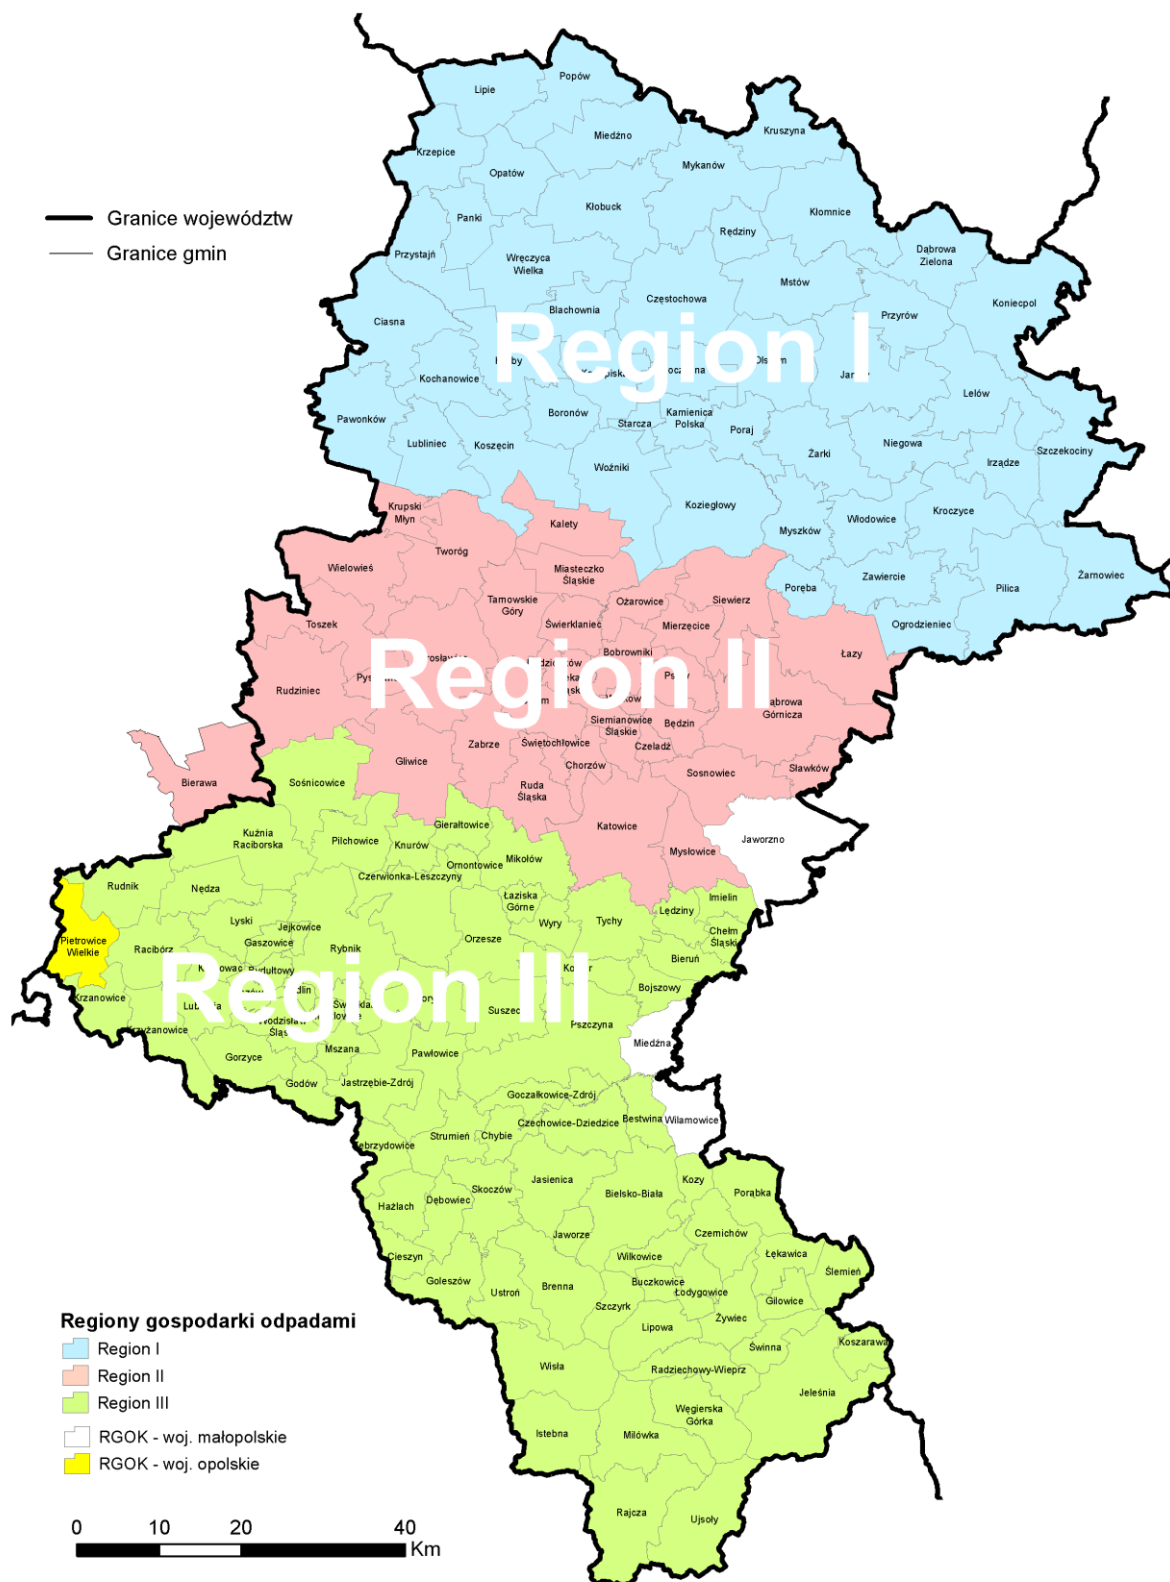 Lipie
Popów
Kruszyna
Krzepice
Miedźno
Mykanów
Opatów
Kłobuck
Kłomnice
Panki
Rędziny
Granice województw
Granice gmin
Przystajń
Wręczyca
Wielka
Dąbrowa
Zielona
Mstów
Częstochowa
Koniecpol
Blachownia
Przyrów
Ciasna
Region I
Kochanowice
Lelów
Pawonków
Boronów
Starcza
Kamienica
Polska
Poraj
Lubliniec
Koszęcin
Niegowa
Żarki
Szczekociny
Irządze
Woźniki
Koziegłowy
Krupski
Młyn
Kalety
Kroczyce
Włodowice
Myszków
Tworóg
Wielowieś
Miasteczko
Śląskie
Zawiercie
Żarnowiec
Poręba
Pilica
Tarnowskie
Góry
Ożarowice
Siewierz
Toszek
Świerklaniec
Mierzęcice
Ogrodzieniec
Bobrowniki
Łazy
Region II
Rudziniec
Górnicza
Siemianowice
Śląskie
Będzin
Zabrze
Świętochłowice
Czeladź
Gliwice
Chorzów
Sosnowiec
Sławków
Bierawa
Sośnicowice
Ruda
Śląska
Katowice
Gierałtowice
Kuźnia
Raciborska
Pilchowice
Knurów
Jaworzno
Mysłowice
Ornontowice
Mikołów
Czerwionka-Leszczyny
Rudnik
Nędza
Łaziska
Górne
Imielin
Lędziny
Lyski
Jejkowice
Wyry
Tychy
Chełm
Śląski
Pietrowice
Wielkie
Racibórz
Gaszowice
Rybnik
Orzesze
Bieruń
Region III
Bojszowy
Krzanowice
Suszec
Pszczyna
Krzyżanowice
Miedźna
Mszana
Gorzyce
Pawłowice
Godów
Jastrzębie-Zdrój
Goczałkowice-Zdrój
Bestwina
Wilamowice
Czechowice-Dziedzice
Strumień
Chybie
Zebrzydowice
Jasienica
Kozy
Skoczów
Bielsko-Biała
Porąbka
Dębowiec
Hażlach
Jaworze
Czernichów
Łękawica
Cieszyn
Wilkowice
Ślemień
Goleszów
Buczkowice
Brenna
Łodygowice
Ustroń
Gilowice
Szczyrk
Żywiec
Regiony gospodarki odpadami
Lipowa
Koszarawa
Region I
Świnna
Wisła
Radziechowy-Wieprz
Region II
Jeleśnia
Region III
Węgierska
Górka
Istebna
Milówka
RGOK - woj. małopolskie
RGOK - woj. opolskie
Rajcza
Ujsoły
0 10 20 40
Km